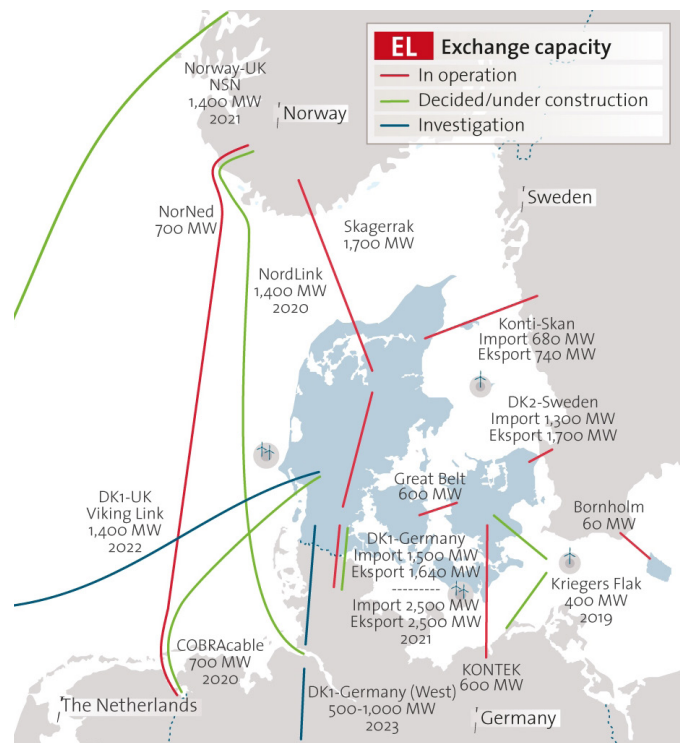 EL Exchange capacity
In operation
Decided/under construction
Investigation
Norway-UK
NSN
1,400 MW
2021
Norway
Sweden
NorNed
700 MW
Skagerrak
1,700 MW
NordLink
1,400 MW
2020
Konti-Skan
Import 680 MW
Eksport 740 MW
DK2-Sweden
Import 1,300 MW
Eksport 1,700 MW
Great Belt
600 MW
Bornholm
60 MW
DK1-UK
Viking Link
1,400 MW
2022
DK1-Germany
Import 1,500 MW
Eksport 1,640 MW
Import 2,500 MW
Eksport 2,500 MW
2021
Kriegers Flak
400 MW
2019
COBRAcable
700 MW
2020
KONTEK
600 MW
The Netherlands
DK1-Germany (West)
500-1,000 MW
2023
Germany